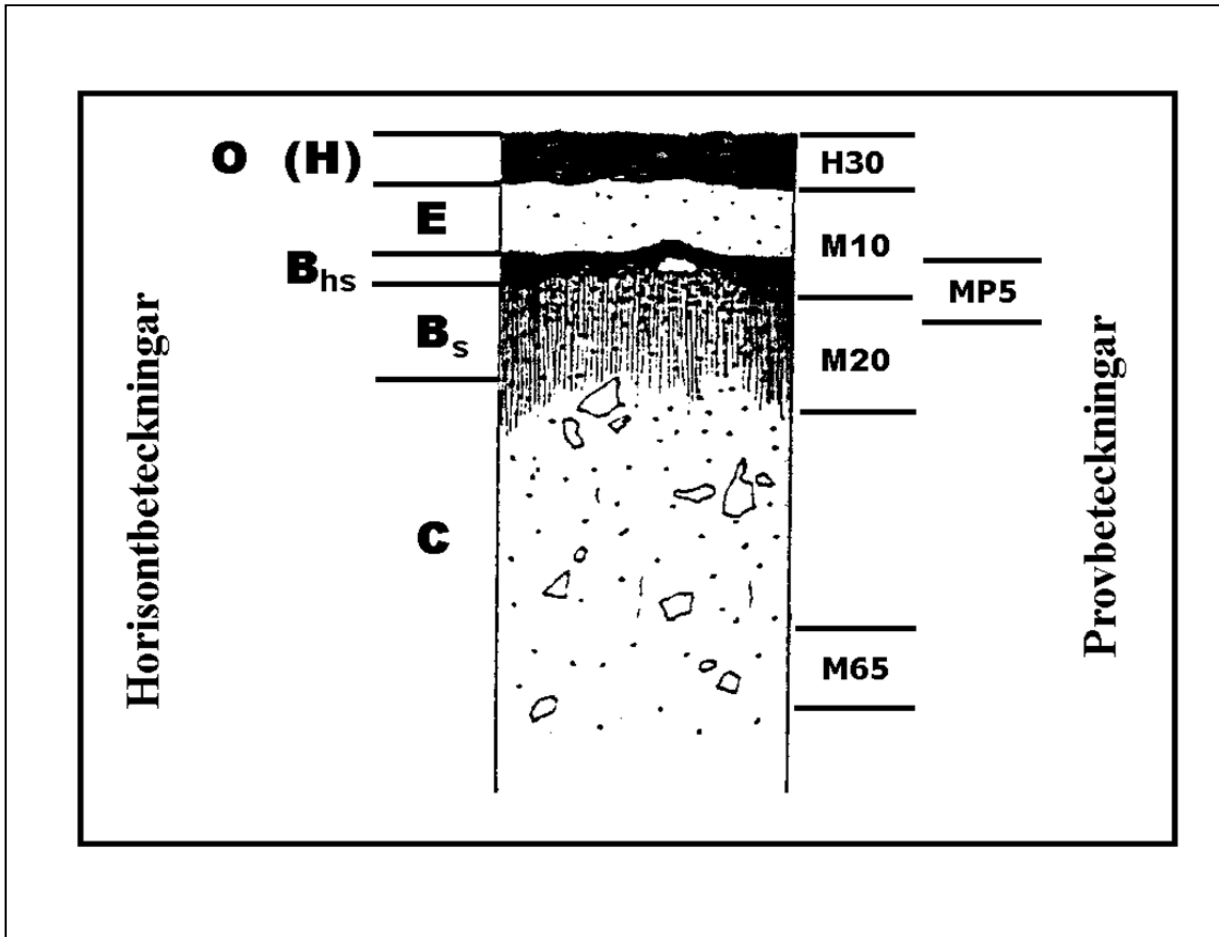 Horisontbeteckningar
O (H)
E
Bhs
Bs
C
H30
M10
MP5
M20
M65
Provbeteckningar